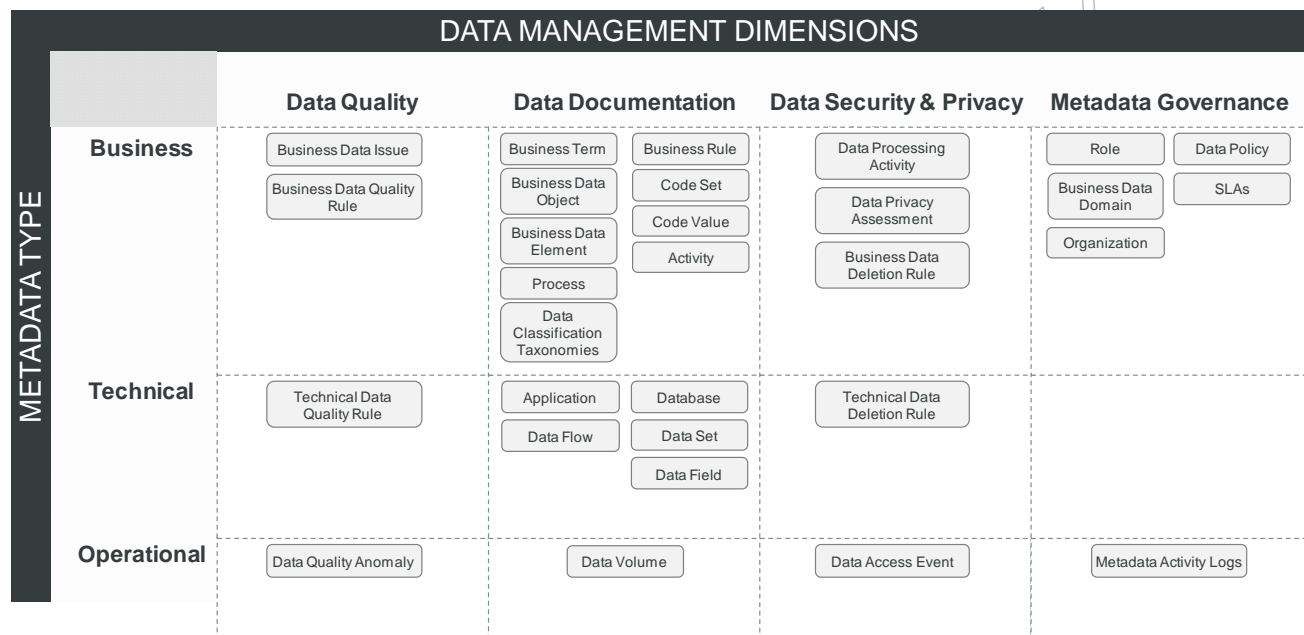 DATA MANAGEMENT DIMENSIONS
METADATA TYPE
Data Quality
Data Documentation
Data Security & Privacy
Metadata Governance
Business
Business Data Issue
Business Data Quality
Rule
Business Term
Business Data
Object
Business Data
Element
Process
Data
Classification
Taxonomies
Business Rule
Code Set
Code Value
Activity
Data Processing
Activity
Data Privacy
Assessment
Business Data
Deletion Rule
Role
Business Data
Domain
Organization
Data Policy
SLAs
Technical
Technical Data
Quality Rule
Application
Data Flow
Database
Data Set
Data Field
Technical Data
Deletion Rule
Operational
Data Quality Anomaly
Data Volume
Data Access Event
Metadata Activity Logs